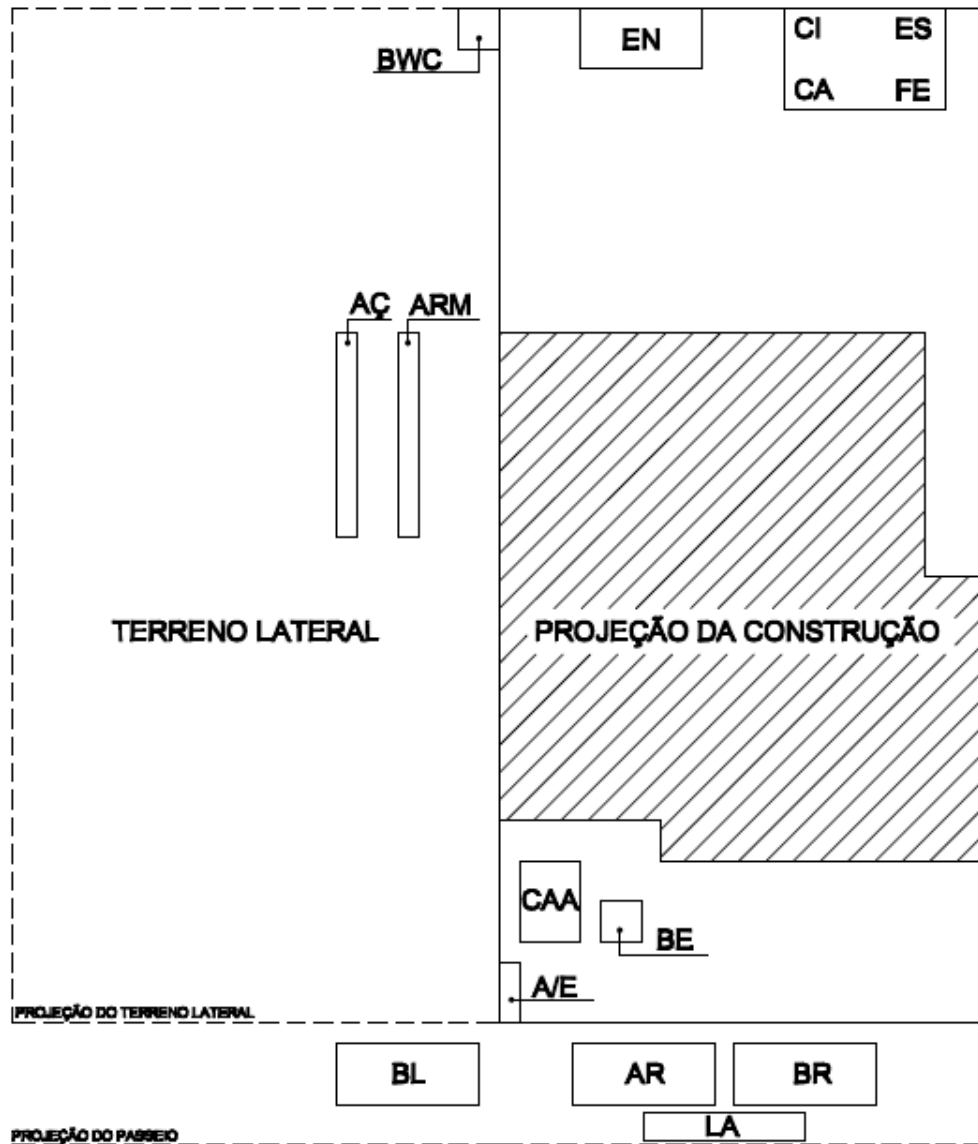 BWC
EN
CI ES
CA FE
AÇ ARM
TERRENO LATERAL
PROJEÇÃO DA CONSTRUÇÃO
CAA
BE
A/E
PROJEÇÃO DO TERRENO LATERAL
BL
AR
BR
LA
PROJEÇÃO DO PASSEIO